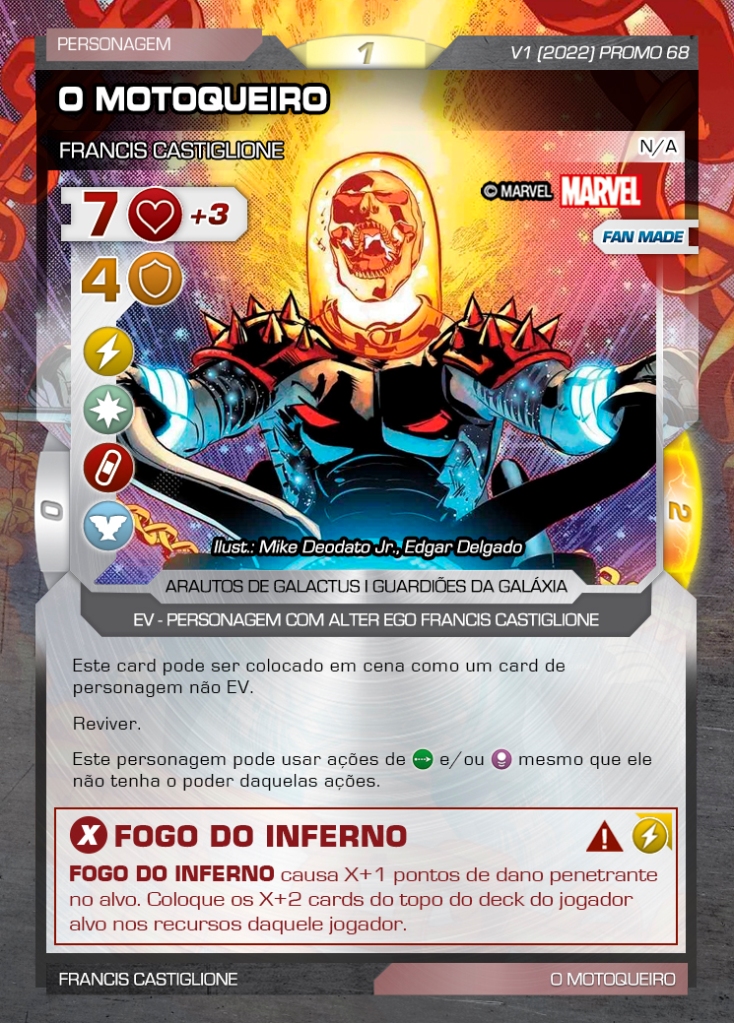 PERSONAGEM
1
V1 (2022) PROMO 68
O MOTOQUEIRO
FRANCIS CASTIGLIONE
N/A
7 +3
© MARVEL MARVEL
FAN MADE
4
0
2
Ilust.: Mike Deodato Jr., Edgar Delgado
ARAUTOS DE GALACTUS | GUARDIÕES DA GALÁXIA
EV - PERSONAGEM COM ALTER EGO FRANCIS CASTIGLIONE
Este card pode ser colocado em cena como um card de
personagem não EV.
Reviver.
Este personagem pode usar ações de e/ou mesmo que ele
não tenha o poder daquelas ações.
X FOGO DO INFERNO
FOGO DO INFERNO causa X+1 pontos de dano penetrante
no alvo. Coloque os X+2 cards do topo do deck do jogador
alvo nos recursos daquele jogador.
FRANCIS CASTIGLIONE
O MOTOQUEIRO